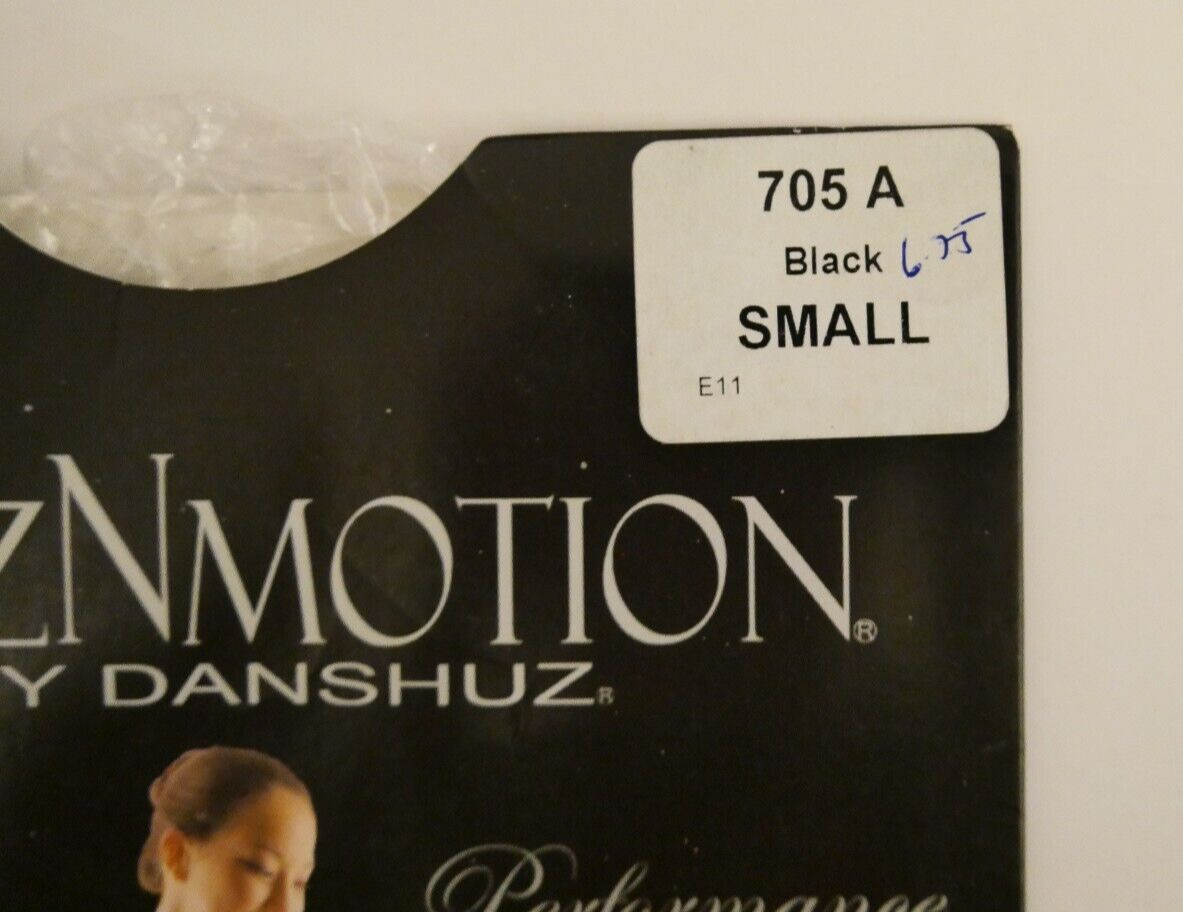 705 A
Black 6.75
SMALL
E11
ZNMOTION®
Y DANSHUZ®
Performance